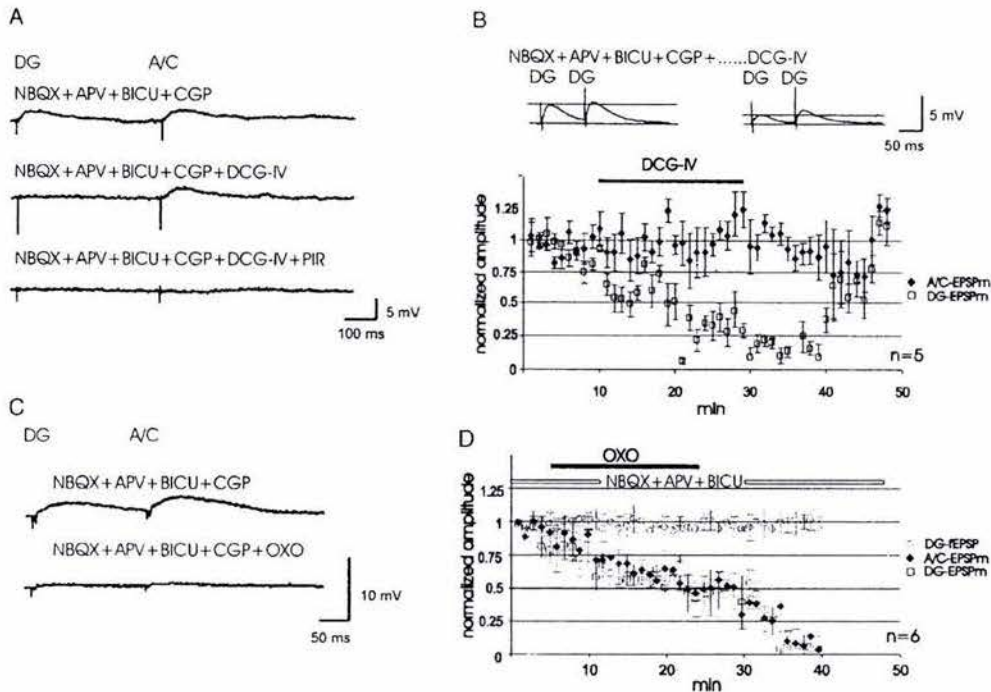 A
DG A/C
NBQX+APV+BICU+CGP
NBQX+APV+BICU+CGP+DCG-IV
NBQX+APV+BICU+CGP+DCG-IV+PIR
5 mV
100 ms
B
NBQX+APV+BICU+CGP+......DCG-IV
DG DG DG DG
5 mV
50 ms
DCG-IV
normalized amplitude
1.25
1
0.75
0.5
0.25
0
10 20 30 40 50
min
A/C-EPSPm
DG-EPSPm
n=5
C
DG A/C
NBQX+APV+BICU+CGP
NBQX+APV+BICU+CGP+OXO
10 mV
50 ms
D
OXO
NBQX+APV+BICU
normalized amplitude
1.25
1
0.75
0.5
0.25
0
10 20 30 40 50
min
DG-fEPSP
A/C-EPSPm
DG-EPSPm
n=6